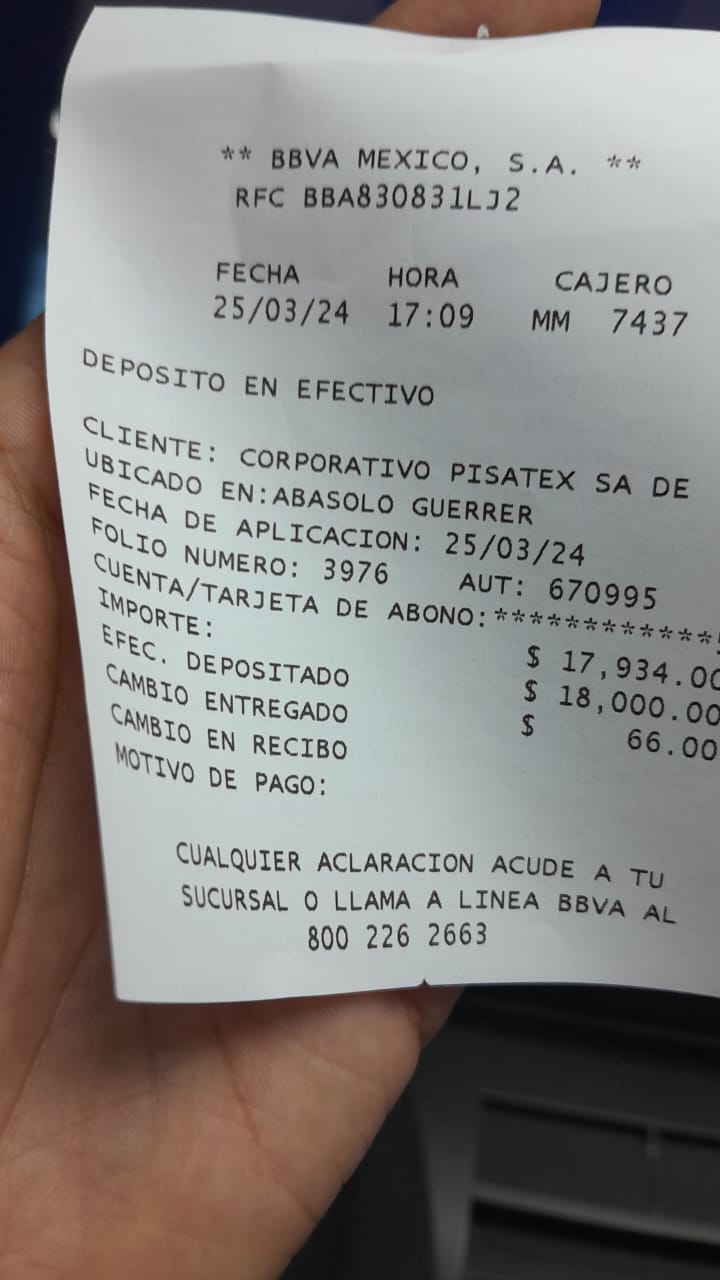 ** BBVA MEXICO, S.A. **
RFC BBA830831LJ2
FECHA HORA CAJERO
25/03/24 17:09 MM 7437
DEPOSITO EN EFECTIVO
CLIENTE: CORPORATIVO PISATEX SA DE
UBICADO EN:ABASOLO GUERRER
FECHA DE APLICACION: 25/03/24
FOLIO NUMERO: 3976 AUT: 670995
CUENTA/TARJETA DE ABONO:************
IMPORTE: $ 17,934.00
EFEC. DEPOSITADO $ 18,000.00
CAMBIO ENTREGADO $ 66.00
CAMBIO EN RECIBO
MOTIVO DE PAGO:
CUALQUIER ACLARACION ACUDE A TU
SUCURSAL O LLAMA A LINEA BBVA AL
800 226 2663